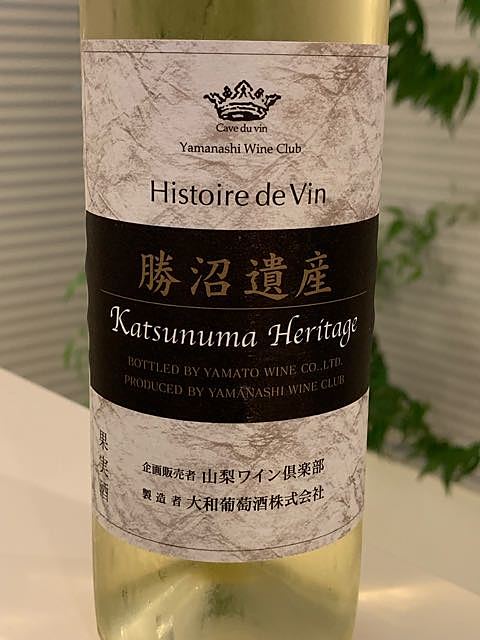 Cave du vin
Yamanashi Wine Club
Histoire de Vin
勝沼遺産
Katsunuma Heritage
BOTTLED BY YAMATO WINE CO.,LTD.
PRODUCED BY YAMANASHI WINE CLUB
果実酒
企画販売者 山梨ワイン倶楽部
製造者 大和葡萄酒株式会社